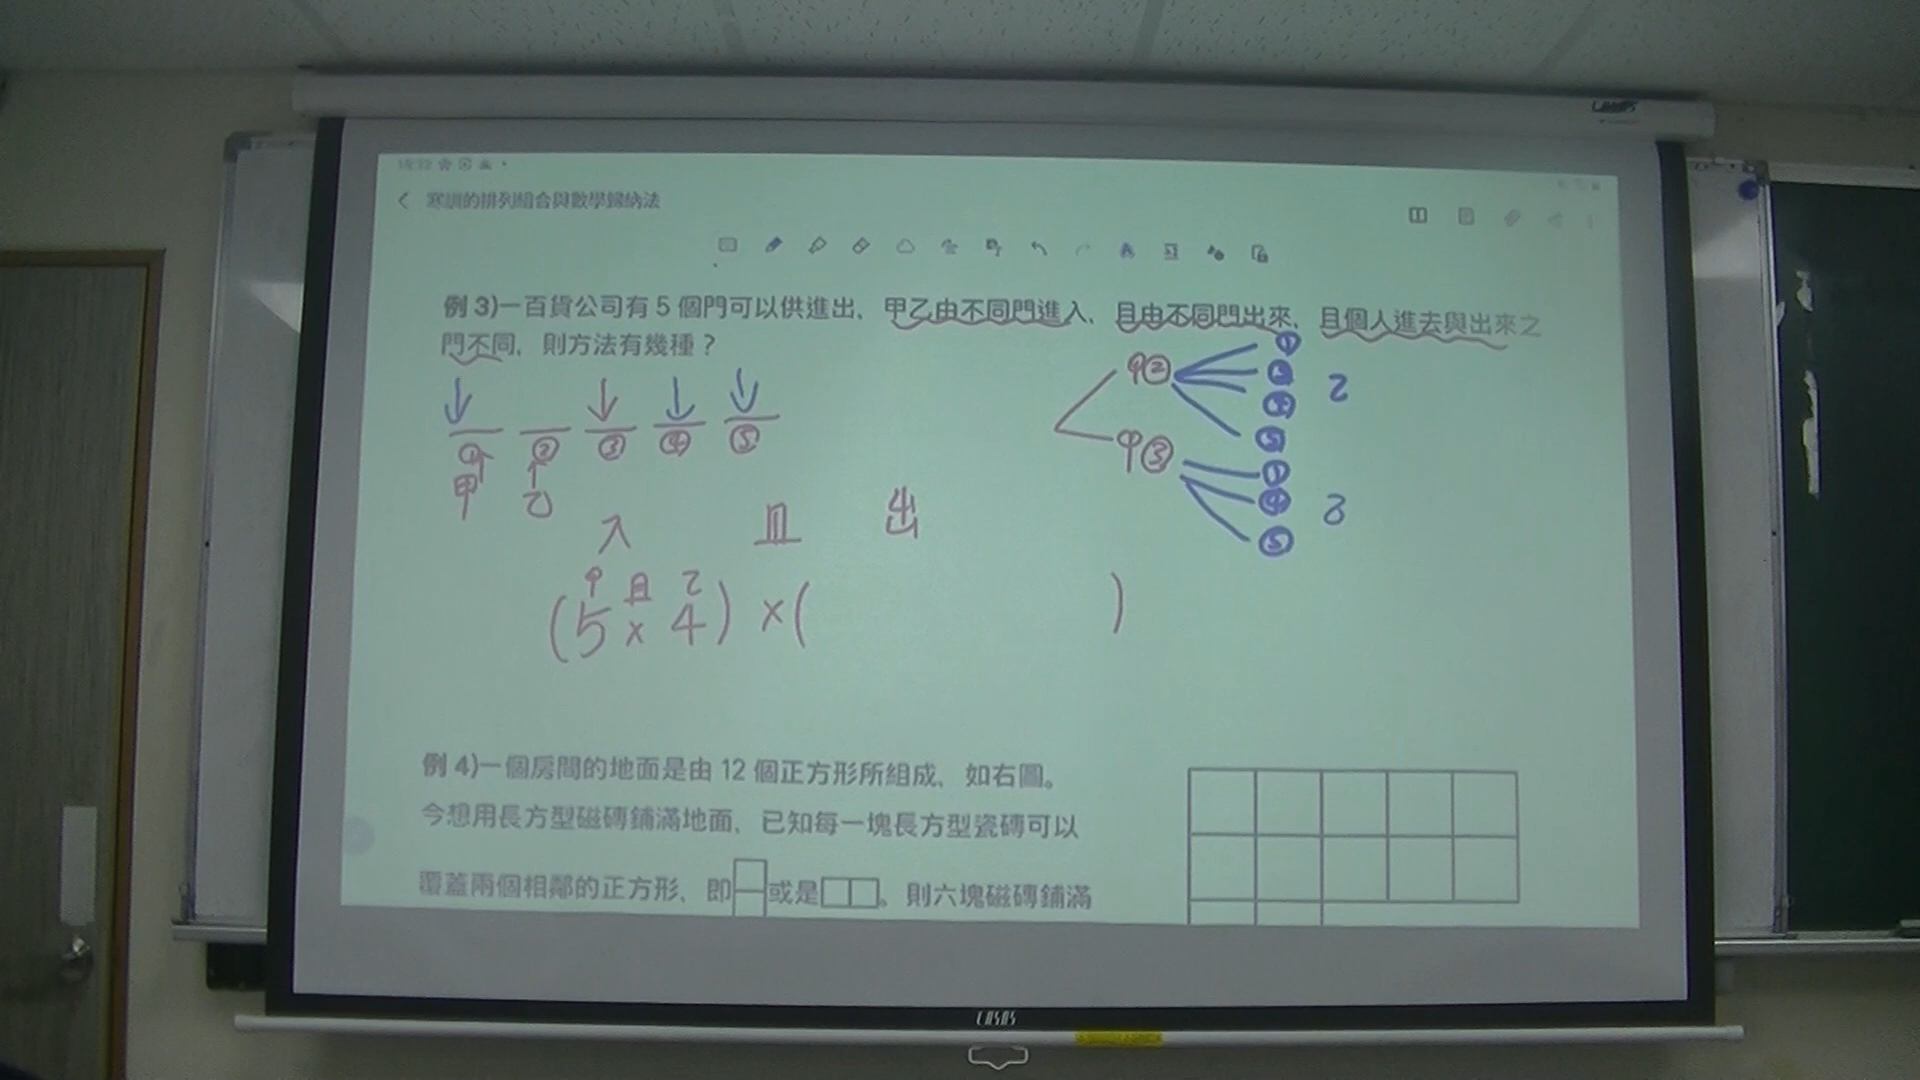 寒訓的排列組合與數學歸納法
例 3)一百貨公司有 5 個門可以供進出，甲乙由不同門進入，且由不同門出來，且個人進去與出來之
門不同，則方法有幾種？
① ② ③ ④ ⑤
甲 乙
甲② ① ⑤
甲③ ① ④ ⑤
入 且 出
甲 且 乙
(5 × 4) × ( )
例 4)一個房間的地面是由 12 個正方形所組成，如右圖。
今想用長方型磁磚鋪滿地面，已知每一塊長方型瓷磚可以
覆蓋兩個相鄰的正方形，即 或是 。則六塊磁磚鋪滿